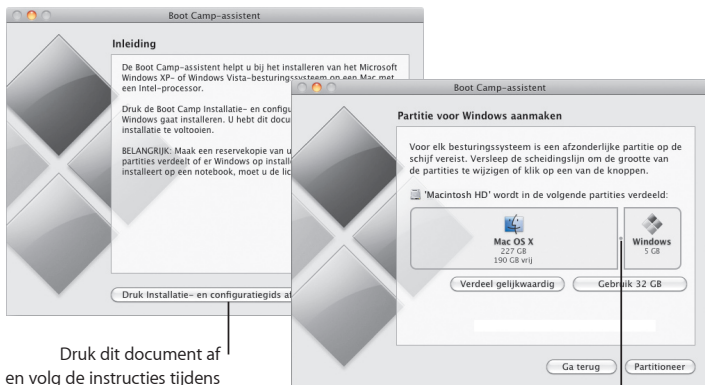 Boot Camp-assistent
Inleiding
De Boot Camp-assistent helpt u bij het installeren van het Microsoft
Windows XP- of Windows Vista-besturingssysteem op een Mac met
een Intel-processor.
Druk de Boot Camp Installatie- en configu
Windows gaat installeren. U hebt dit docu
installatie te voltooien.
BELANGRIJK: Maak een reservekopie van u
partities verdeelt of er Windows op install
installeert op een notebook, moet u de lic
Druk Installatie- en configuratiegids af
Druk dit document af
en volg de instructies tijdens
Boot Camp-assistent
Partitie voor Windows aanmaken
Voor elk besturingssysteem is een afzonderlijke partitie op de
schijf vereist. Versleep de scheidingslijn om de grootte van
de partities te wijzigen of klik op een van de knoppen.
'Macintosh HD' wordt in de volgende partities verdeeld:
Mac OS X
227 GB
190 GB vrij
Windows
5 GB
Verdeel gelijkwaardig
Gebruik 32 GB
Ga terug
Partitioneer